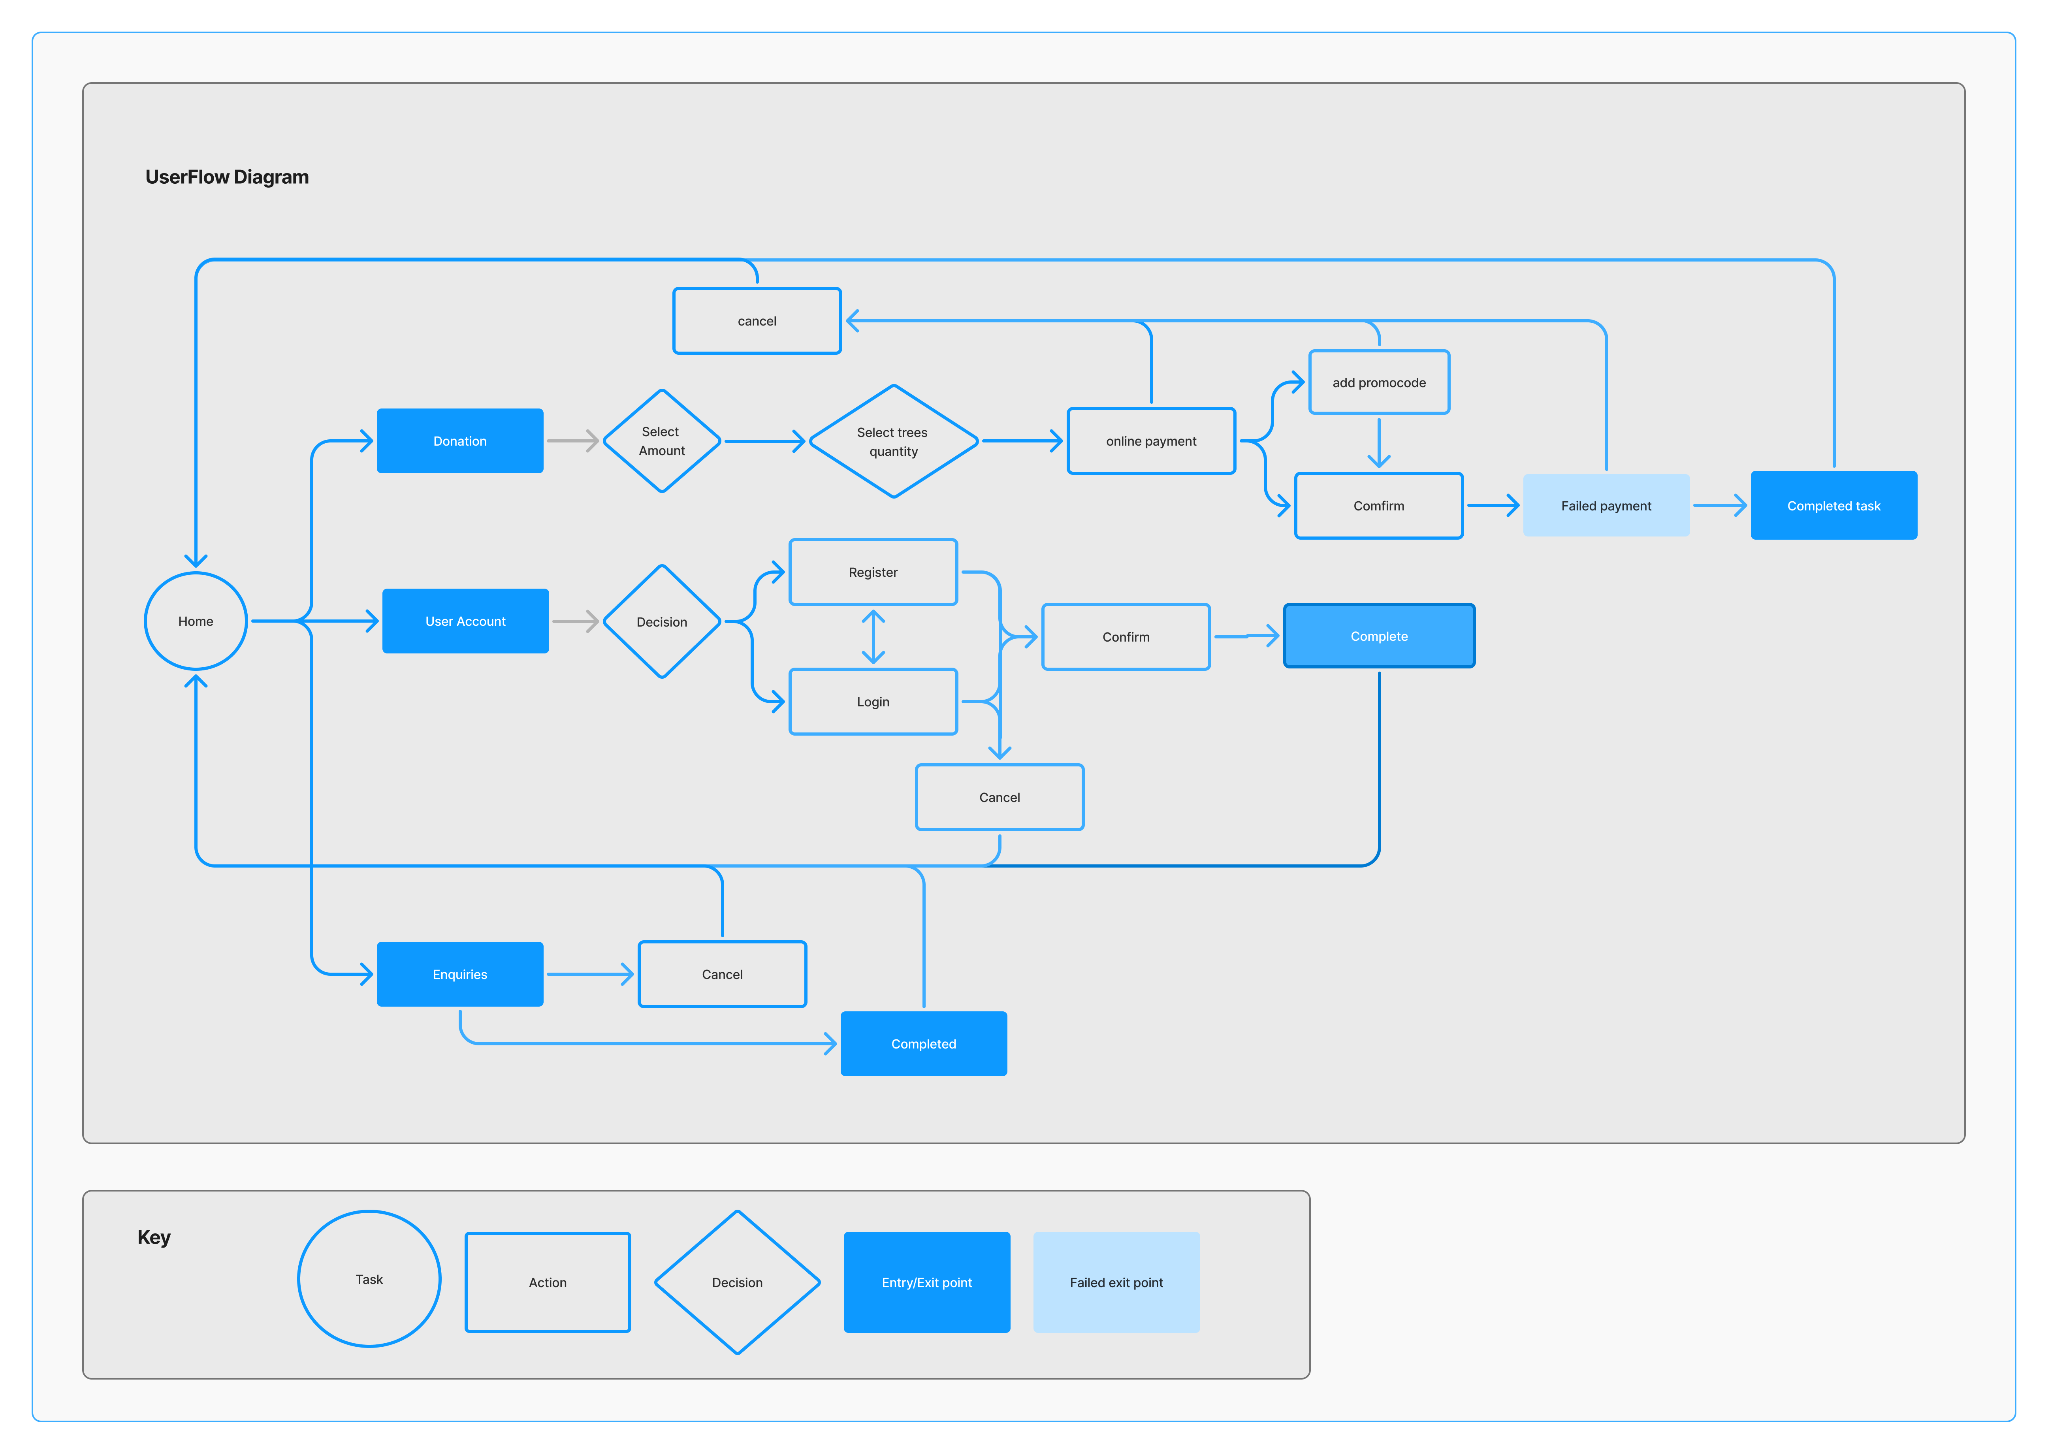 UserFlow Diagram
cancel
add promocode
Donation
Select
Amount
Select trees
quantity
online payment
Comfirm
Failed payment
Completed task
Home
User Account
Decision
Register
Login
Confirm
Complete
Cancel
Enquiries
Cancel
Completed
Key
Task
Action
Decision
Entry/Exit point
Failed exit point